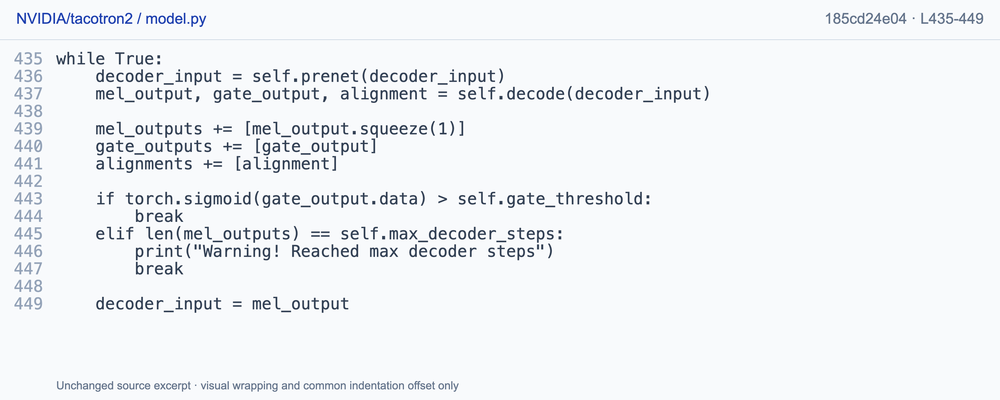 NVIDIA/tacotron2 / model.py
185cd24e04 · L435-449
435 while True:
436     decoder_input = self.prenet(decoder_input)
437     mel_output, gate_output, alignment = self.decode(decoder_input)
438
439     mel_outputs += [mel_output.squeeze(1)]
440     gate_outputs += [gate_output]
441     alignments += [alignment]
442
443     if torch.sigmoid(gate_output.data) > self.gate_threshold:
444         break
445     elif len(mel_outputs) == self.max_decoder_steps:
446         print("Warning! Reached max decoder steps")
447         break
448
449     decoder_input = mel_output
Unchanged source excerpt · visual wrapping and common indentation offset only